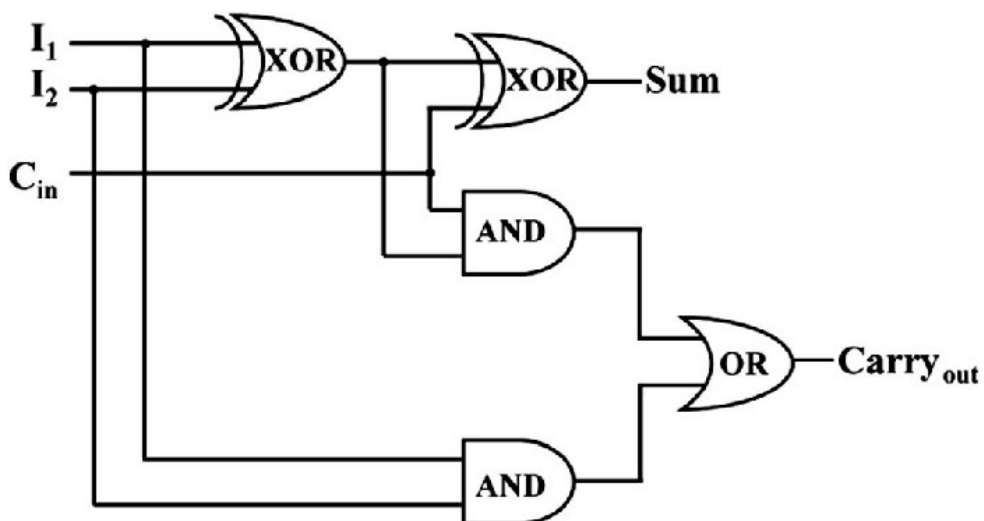 I₁
XOR
XOR
Sum
I₂
Cᵢₙ
AND
OR
Carryₒᵤₜ
AND